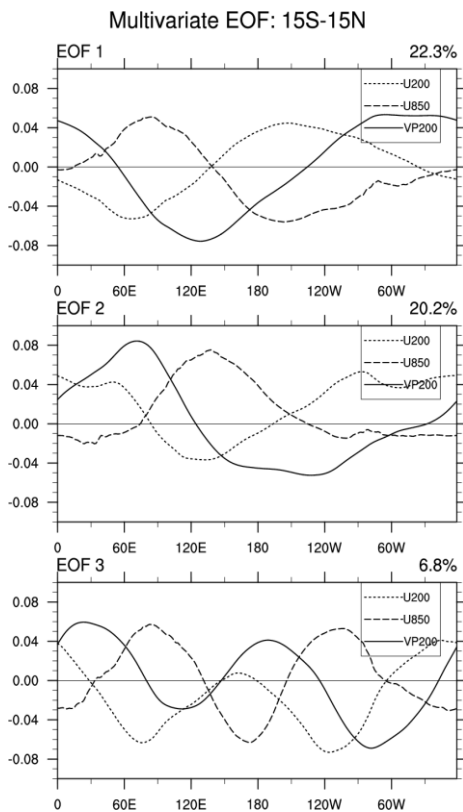 Multivariate EOF: 15S-15N
EOF 1 22.3%
U200
U850
VP200
0.08
0.04
0.00
-0.04
-0.08
0 60E 120E 180 120W 60W
EOF 2 20.2%
U200
U850
VP200
0.08
0.04
0.00
-0.04
-0.08
0 60E 120E 180 120W 60W
EOF 3 6.8%
U200
U850
VP200
0.08
0.04
0.00
-0.04
-0.08
0 60E 120E 180 120W 60W